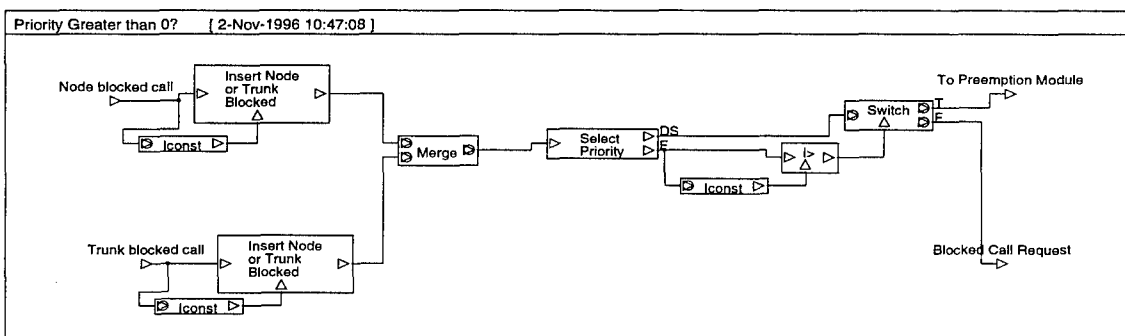 Priority Greater than 0? [ 2-Nov-1996 10:47:08 ]
Node blocked call
Insert Node
or Trunk
Blocked
Iconst
Merge
Select
Priority
DS
E
Iconst
I>
Switch
T
F
To Preemption Module
Trunk blocked call
Insert Node
or Trunk
Blocked
Iconst
Blocked Call Request